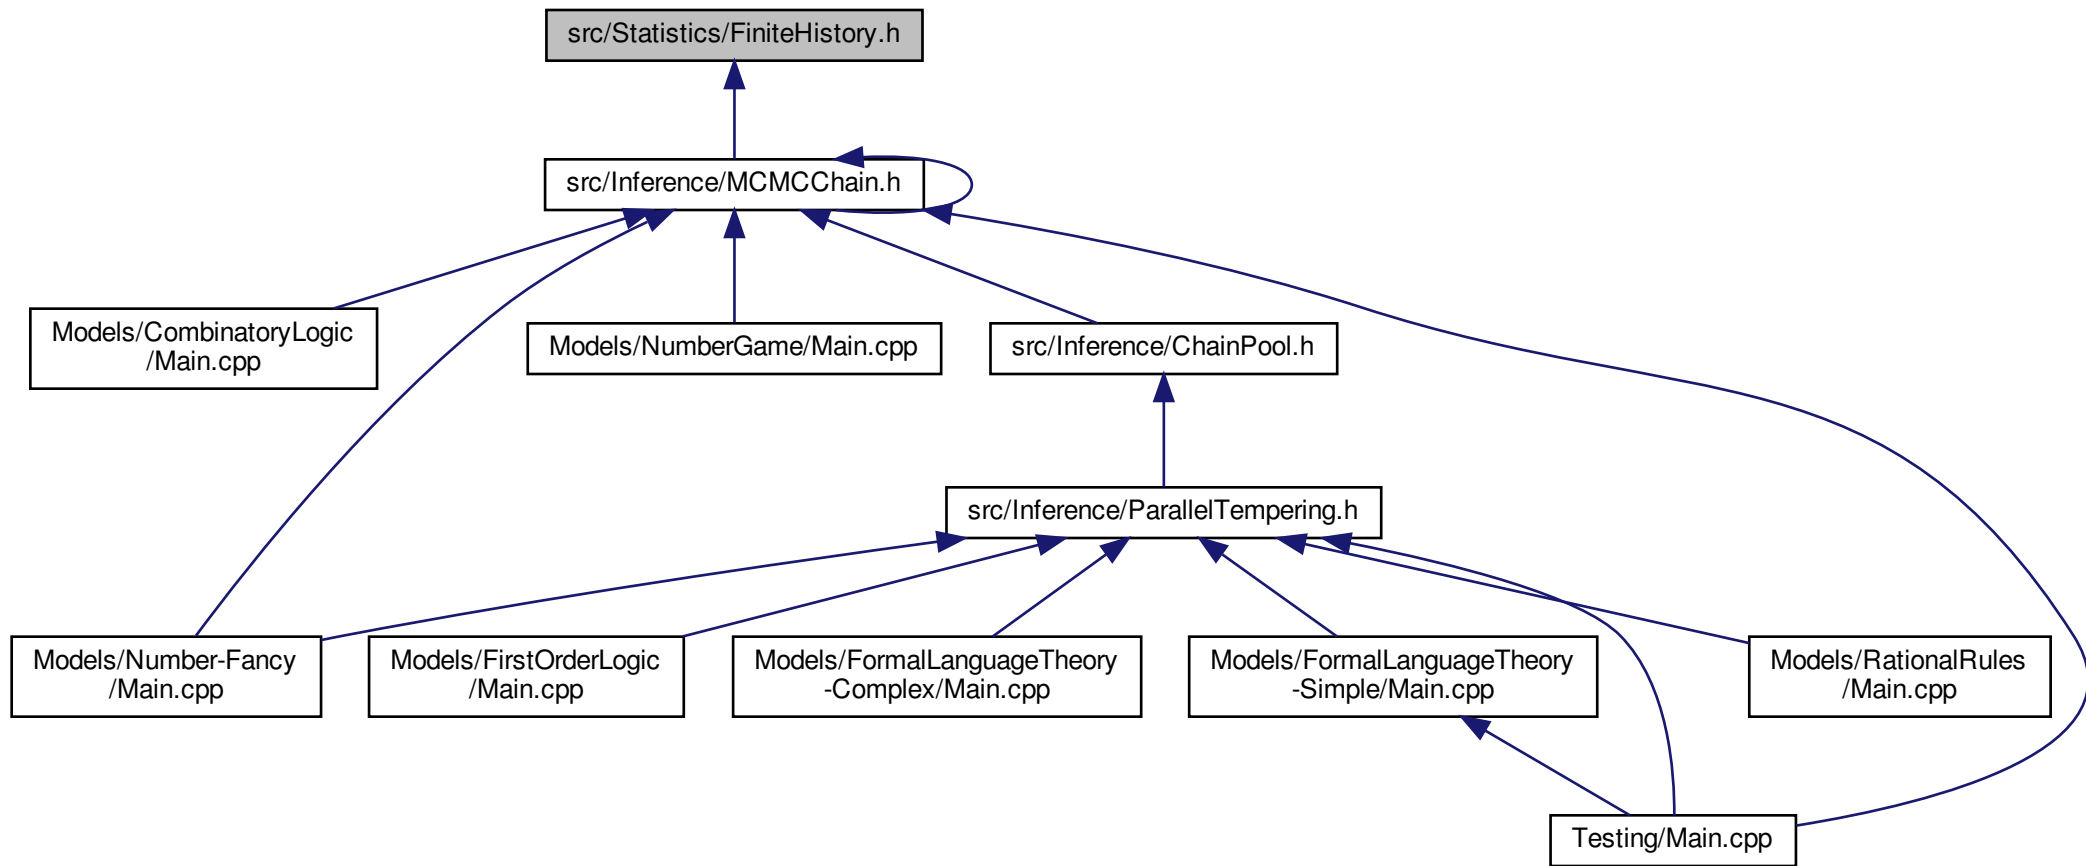 src/Statistics/FiniteHistory.h
src/Inference/MCMCChain.h
Models/CombinatoryLogic
/Main.cpp
Models/NumberGame/Main.cpp
src/Inference/ChainPool.h
src/Inference/ParallelTempering.h
Models/Number-Fancy
/Main.cpp
Models/FirstOrderLogic
/Main.cpp
Models/FormalLanguageTheory
-Complex/Main.cpp
Models/FormalLanguageTheory
-Simple/Main.cpp
Models/RationalRules
/Main.cpp
Testing/Main.cpp